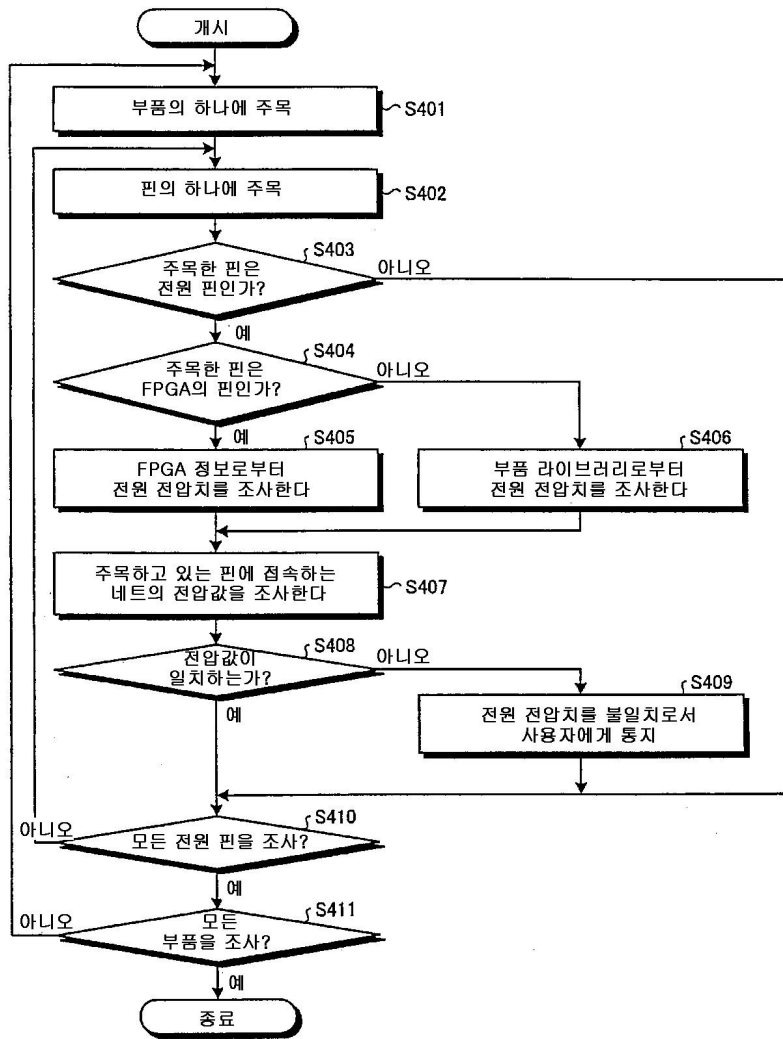 개시
부품의 하나에 주목
S401
핀의 하나에 주목
S402
S403
주목한 핀은
전원 핀인가?
아니오
예
S404
주목한 핀은
FPGA의 핀인가?
아니오
예
S405
FPGA 정보로부터
전원 전압치를 조사한다
S406
부품 라이브러리로부터
전원 전압치를 조사한다
주목하고 있는 핀에 접속하는
네트의 전압값을 조사한다
S407
S408
전압값이
일치하는가?
아니오
예
S409
전원 전압치를 불일치로서
사용자에게 통지
S410
모든 전원 핀을 조사?
아니오
예
S411
모든
부품을 조사?
아니오
예
종료